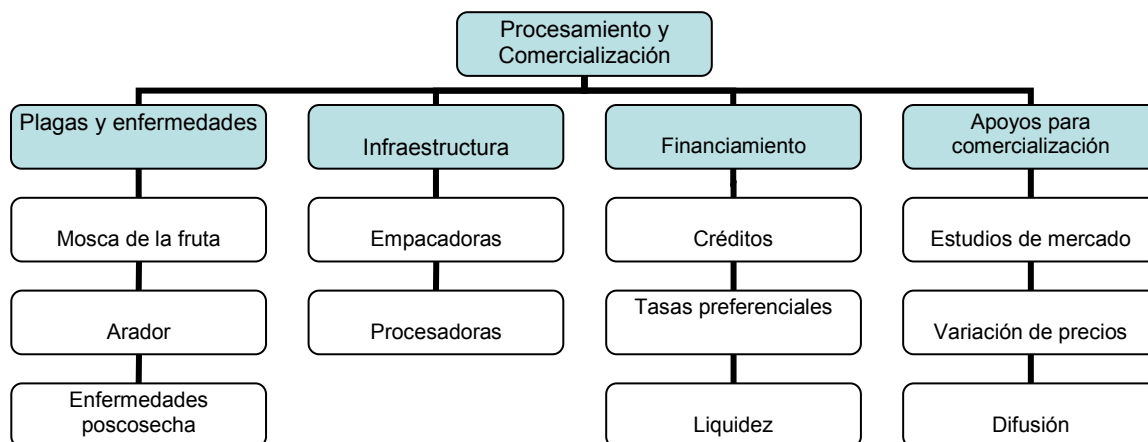 Procesamiento y
Comercialización
Plagas y enfermedades
Infraestructura
Financiamiento
Apoyos para
comercialización
Mosca de la fruta
Empacadoras
Créditos
Estudios de mercado
Arador
Procesadoras
Tasas preferenciales
Variación de precios
Enfermedades
poscosecha
Liquidez
Difusión